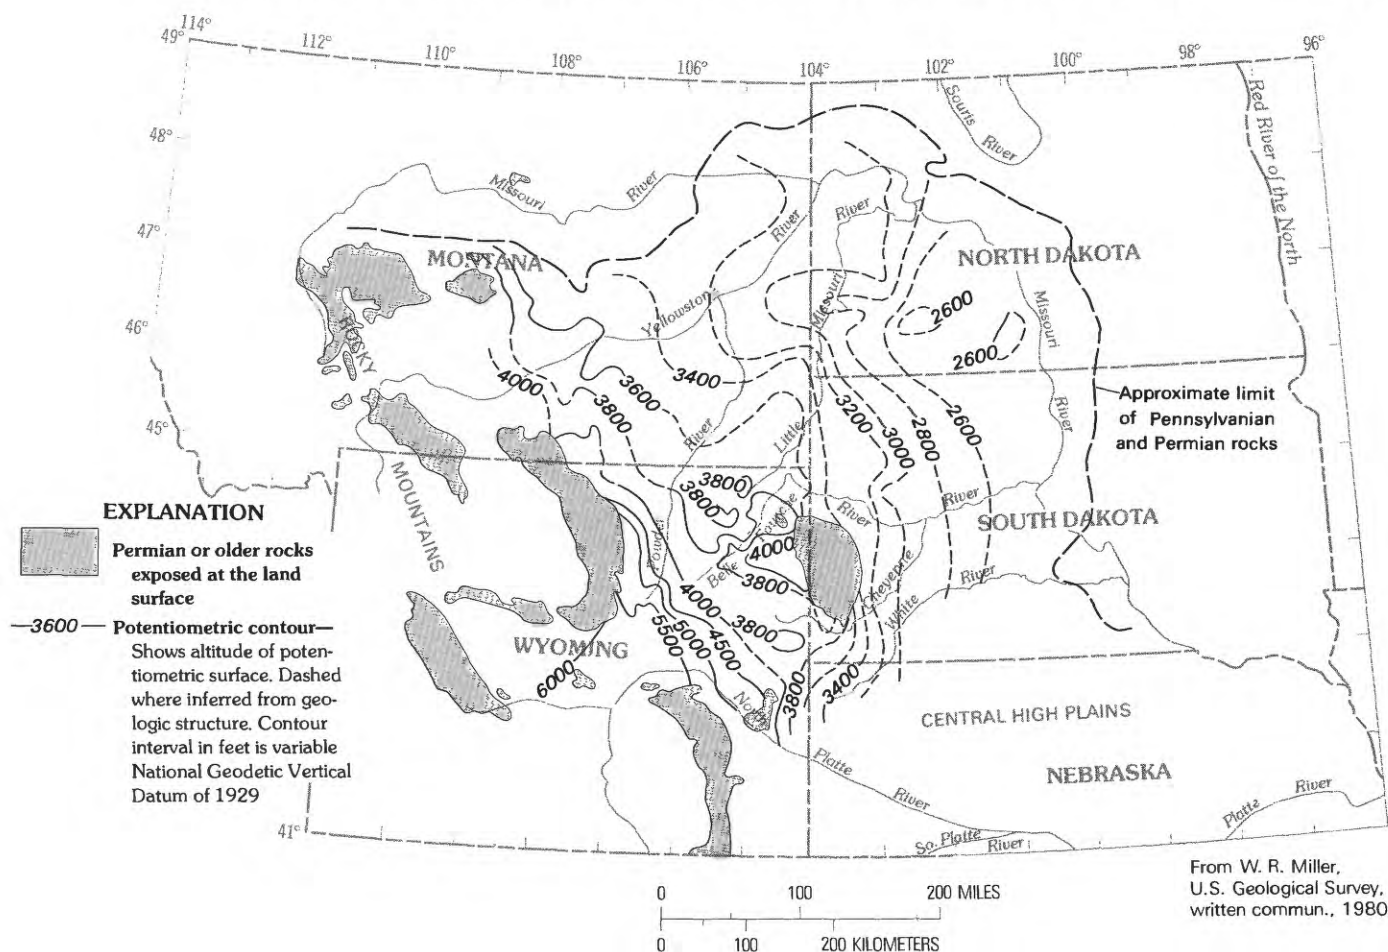 114°
112°
110°
108°
106°
104°
102°
100°
98°
96°
49°
48°
47°
46°
45°
41°
Souris
River
Red River of the North
Missouri
River
River
River
MONTANA
NORTH DAKOTA
Missouri
Missouri
River
2600
2600
ROCKY
Yellowstone
4000
3800
3600
3400
3200
3000
2800
2600
Approximate limit
of Pennsylvanian
and Permian rocks
River
Little
MOUNTAINS
3800
3800
River
River
SOUTH DAKOTA
EXPLANATION
Permian or older rocks
exposed at the land
surface
Powder
Belle Fourche
4000
3800
Cheyenne
White
River
3600
Potentiometric contour—
Shows altitude of poten-
tiometric surface. Dashed
where inferred from geo-
logic structure. Contour
interval in feet is variable
National Geodetic Vertical
Datum of 1929
WYOMING
6000
5500
5000
4500
4000
3800
3800
3400
North
Platte
River
CENTRAL HIGH PLAINS
NEBRASKA
So. Platte
River
Platte
River
0 100 200 MILES
0 100 200 KILOMETERS
From W. R. Miller,
U.S. Geological Survey,
written commun., 1980